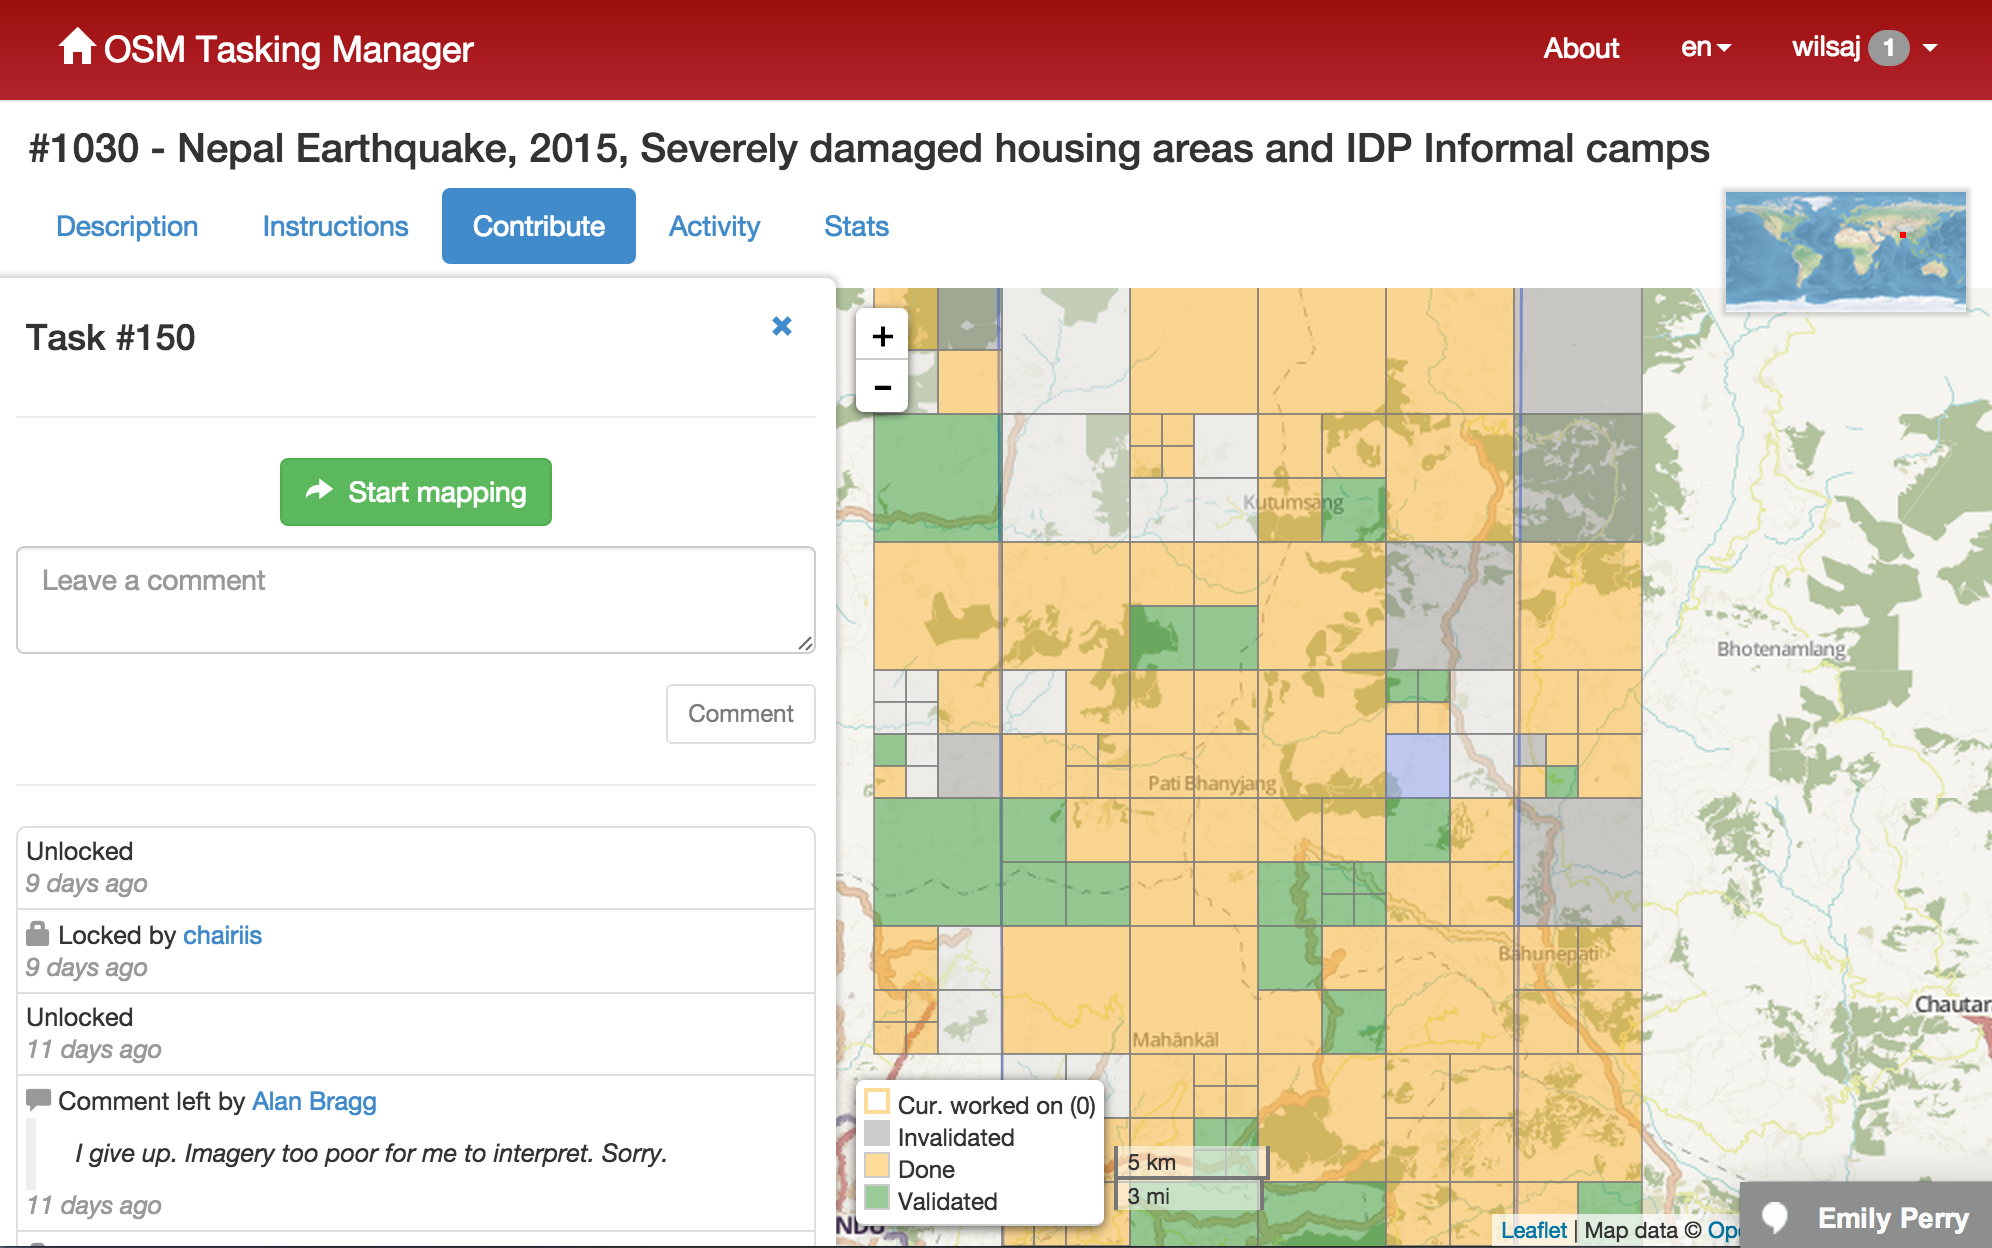 OSM Tasking Manager
About
en
wilsaj 1
#1030 - Nepal Earthquake, 2015, Severely damaged housing areas and IDP Informal camps
Description
Instructions
Contribute
Activity
Stats
Task #150
Start mapping
Leave a comment
Comment
Unlocked
9 days ago
Locked by chairiis
9 days ago
Unlocked
11 days ago
Comment left by Alan Bragg
I give up. Imagery too poor for me to interpret. Sorry.
11 days ago
+
-
Kutumsang
Bhotenamlang
Pati Bhanyjang
Bahunepati
Chautar
Mahānkāl
Cur. worked on (0)
Invalidated
Done
Validated
5 km
3 mi
Leaflet | Map data © Op
Emily Perry